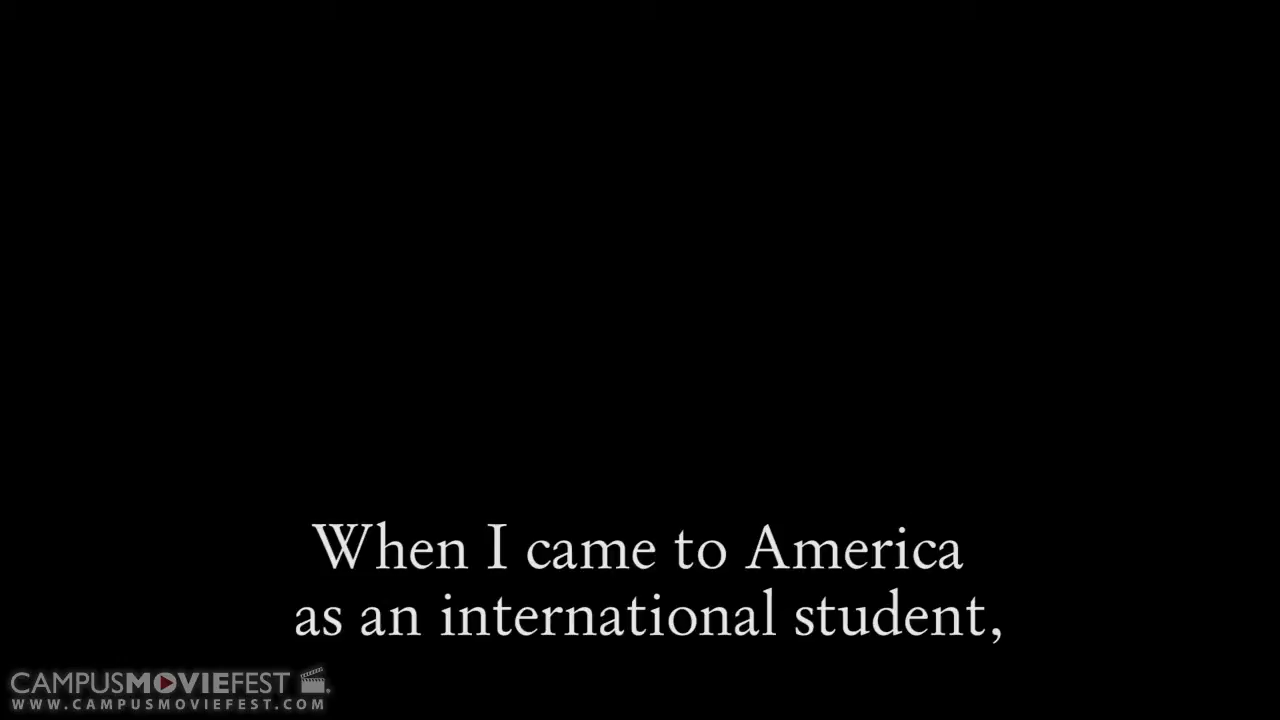 When I came to America
as an international student,
CAMPUSMOVIEFEST
WWW.CAMPUSMOVIEFEST.COM